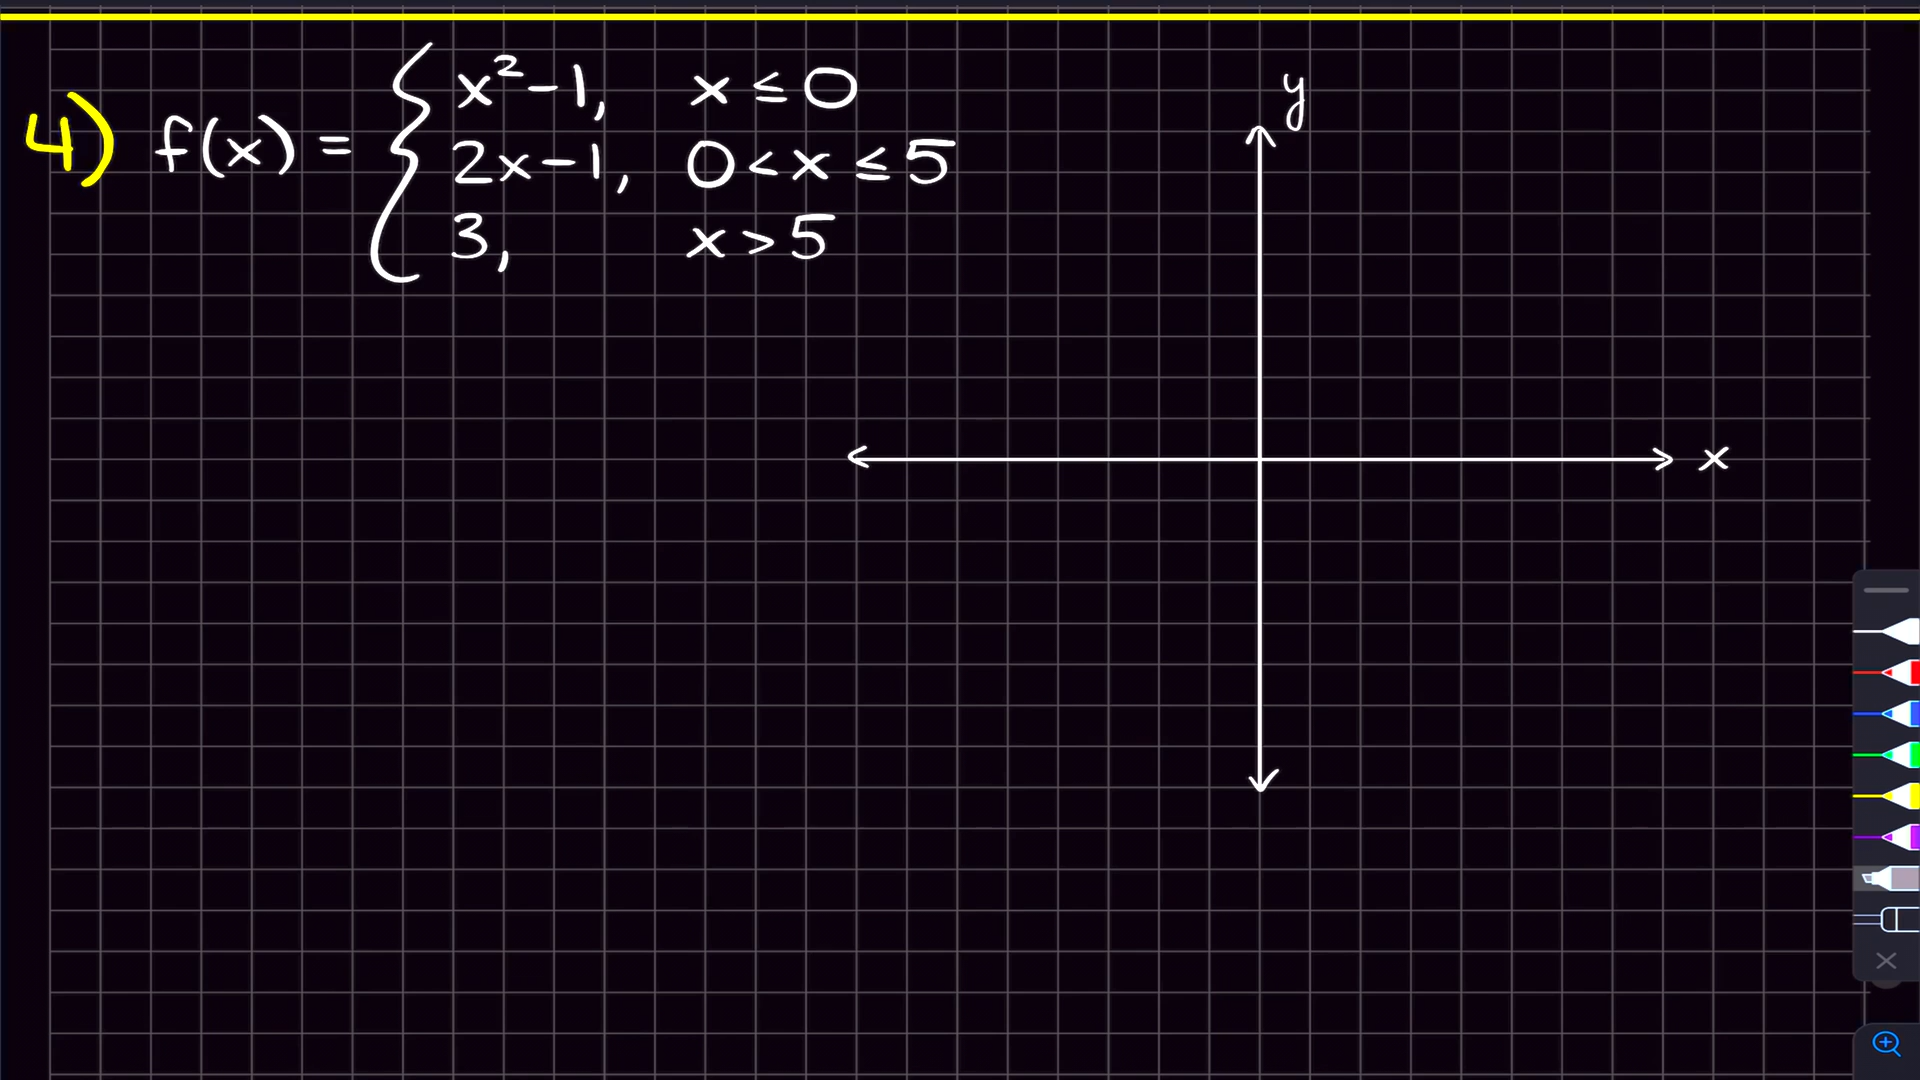 4) f(x) = { x²-1, x ≤ 0
2x-1, 0 < x ≤ 5
3, x > 5
y
x